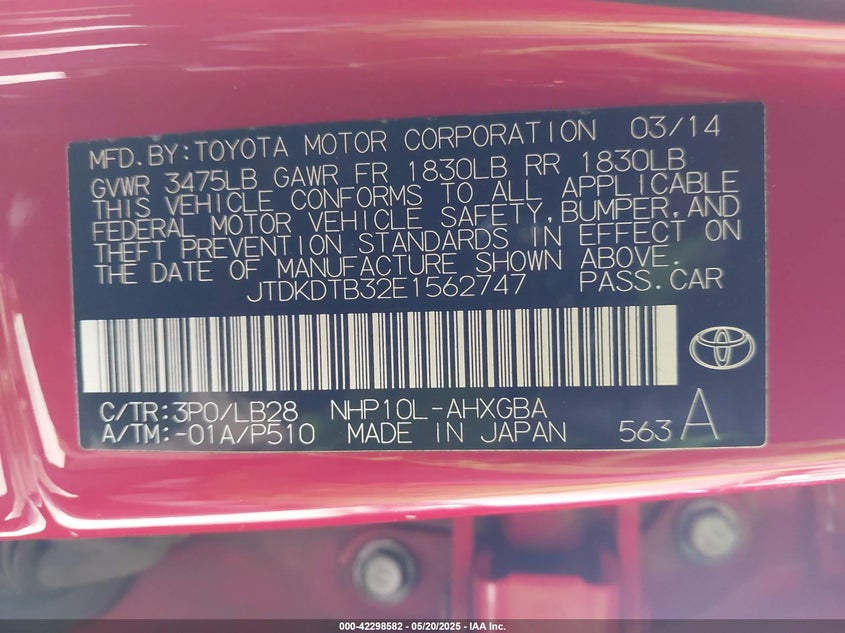 MFD.BY:TOYOTA MOTOR CORPORATION 03/14
GVWR 3475LB GAWR FR 1830LB RR 1830LB
THIS VEHICLE CONFORMS TO ALL APPLICABLE
FEDERAL MOTOR VEHICLE SAFETY,BUMPER,AND
THEFT PREVENTION STANDARDS IN EFFECT ON
THE DATE OF MANUFACTURE SHOWN ABOVE.
JTDKDTB32E1562747 PASS.CAR
C/TR:3P0/LB28 NHP10L-AHXGBA
A/TM:-01A/P510 MADE IN JAPAN 563 A
000-42298582 — 05/20/2025 — IAA Inc.